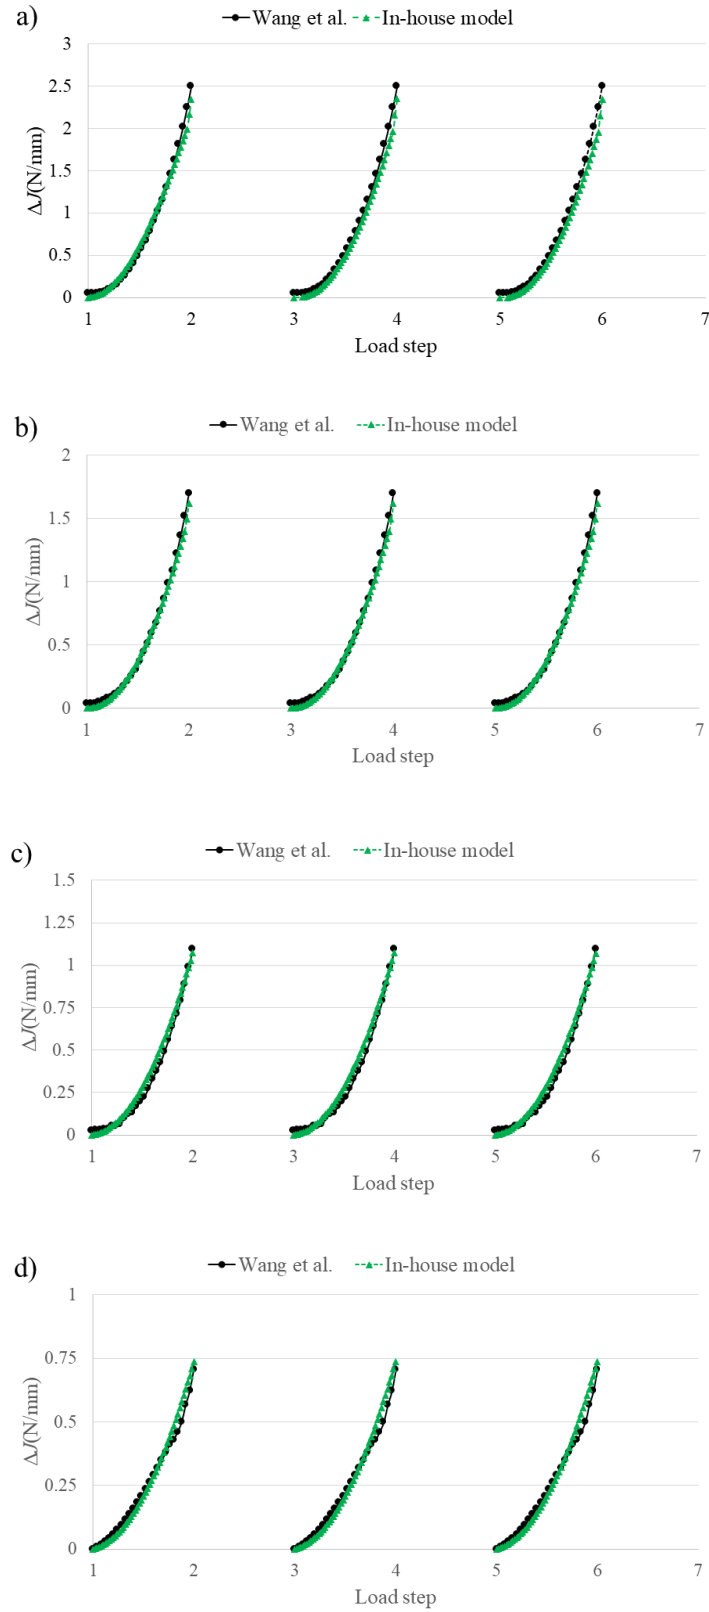 a)
Wang et al. In-house model
3
2.5
2
1.5
1
0.5
0
ΔJ(N/mm)
1 2 3 4 5 6 7
Load step
b)
Wang et al. In-house model
2
1.5
1
0.5
0
ΔJ(N/mm)
1 2 3 4 5 6 7
Load step
c)
Wang et al. In-house model
1.5
1.25
1
0.75
0.5
0.25
0
ΔJ(N/mm)
1 2 3 4 5 6 7
Load step
d)
Wang et al. In-house model
1
0.75
0.5
0.25
0
ΔJ(N/mm)
1 2 3 4 5 6 7
Load step